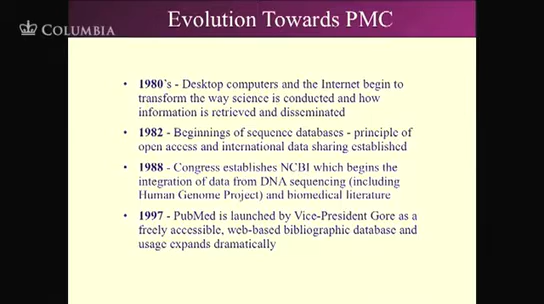 COLUMBIA
Evolution Towards PMC
• 1980's - Desktop computers and the Internet begin to
transform the way science is conducted and how
information is retrieved and disseminated
• 1982 - Beginnings of sequence databases - principle of
open access and international data sharing established
• 1988 - Congress establishes NCBI which begins the
integration of data from DNA sequencing (including
Human Genome Project) and biomedical literature
• 1997 - PubMed is launched by Vice-President Gore as a
freely accessible, web-based bibliographic database and
usage expands dramatically